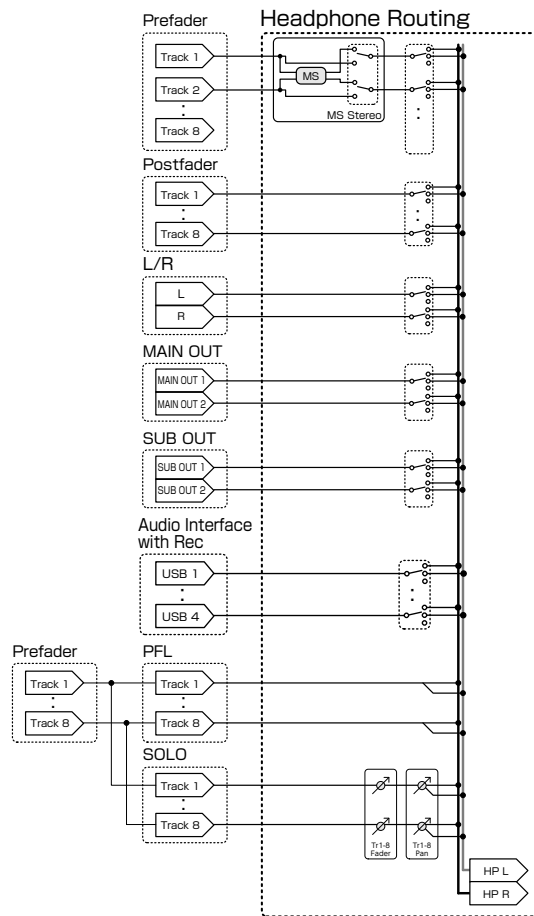 Prefader
Headphone Routing
Track 1
MS
Track 2
:
Track 8
MS Stereo
:
Postfader
Track 1
:
Track 8
:
L/R
L
R
MAIN OUT
MAIN OUT 1
MAIN OUT 2
SUB OUT
SUB OUT 1
SUB OUT 2
Audio Interface
with Rec
USB 1
:
USB 4
:
Prefader
PFL
Track 1
Track 1
:
:
Track 8
Track 8
SOLO
Track 1
:
Track 8
Tr1-8
Fader
Tr1-8
Pan
HP L
HP R